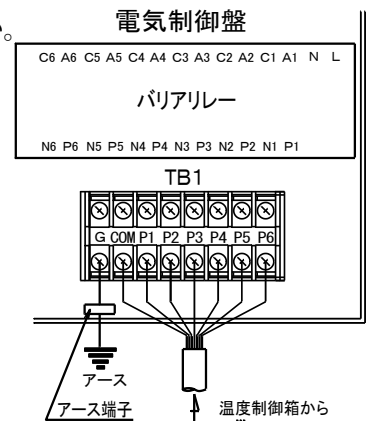 い。
電気制御盤
C6 A6 C5 A5 C4 A4 C3 A3 C2 A2 C1 A1 N L
バリアリレー
N6 P6 N5 P5 N4 P4 N3 P3 N2 P2 N1 P1
TB1
G COM P1 P2 P3 P4 P5 P6
アース
アース端子
温度制御箱から